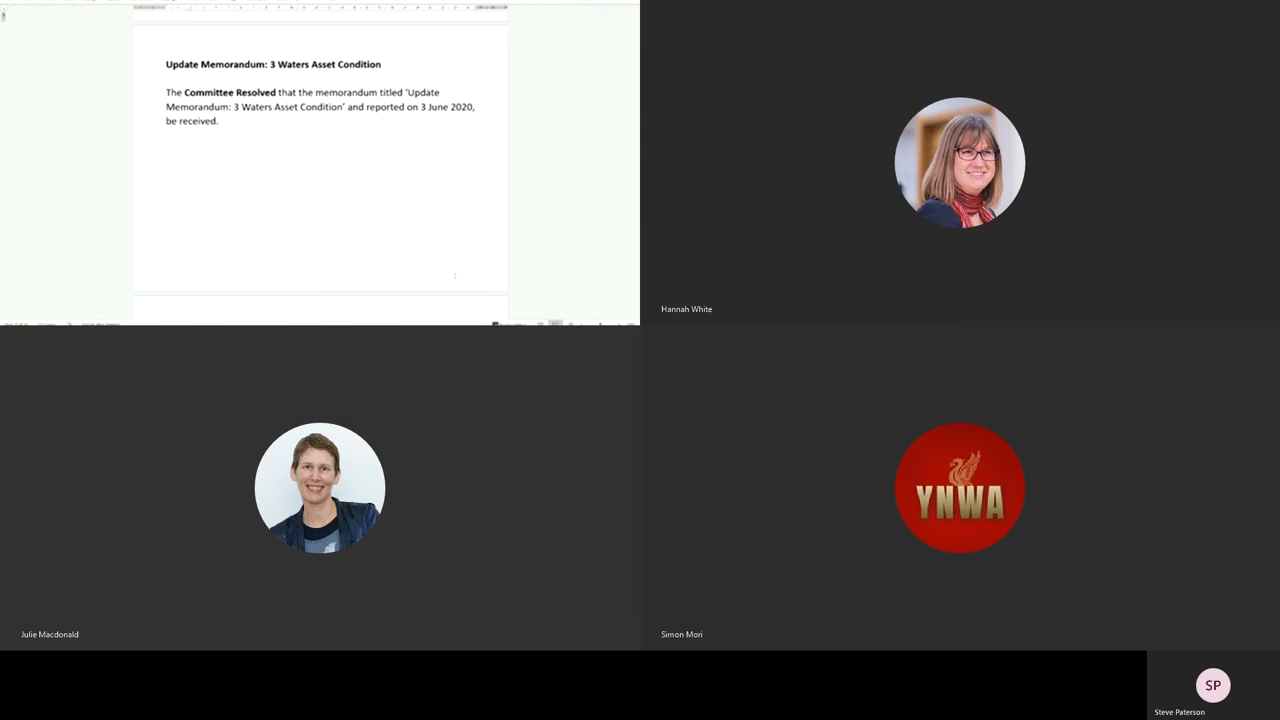 Update Memorandum: 3 Waters Asset Condition
The Committee Resolved that the memorandum titled ‘Update
Memorandum: 3 Waters Asset Condition’ and reported on 3 June 2020,
be received.
Hannah White
Julie Macdonald
YNWA
Simon Mori
SP
Steve Paterson